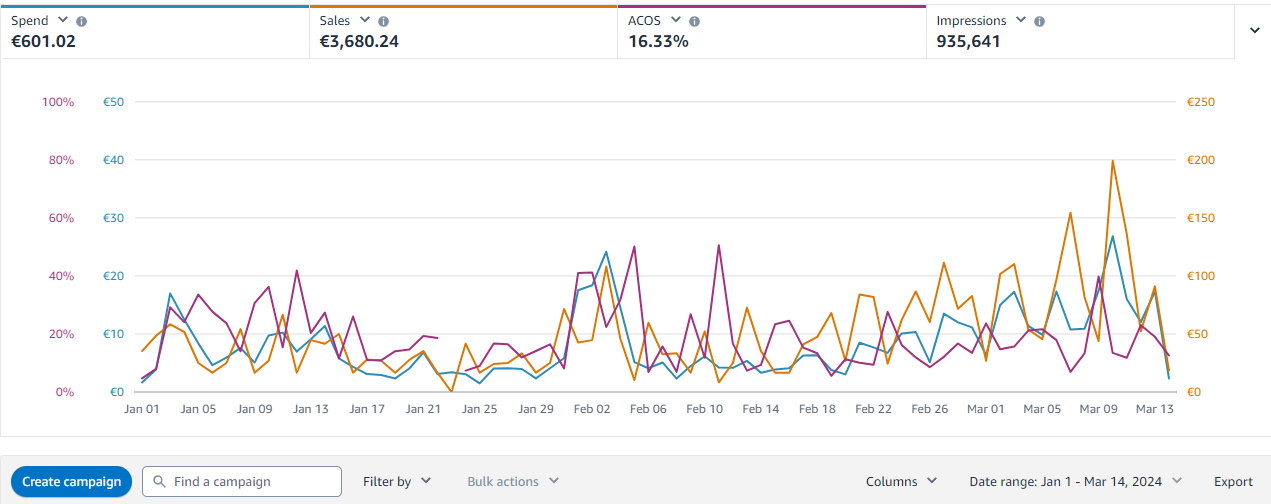 Spend Sales ACOS Impressions
€601.02 €3,680.24 16.33% 935,641
100% €50 €250
80% €40 €200
60% €30 €150
40% €20 €100
20% €10 €50
0% €0 €0
Jan 01 Jan 05 Jan 09 Jan 13 Jan 17 Jan 21 Jan 25 Jan 29 Feb 02 Feb 06 Feb 10 Feb 14 Feb 18 Feb 22 Feb 26 Mar 01 Mar 05 Mar 09 Mar 13
Create campaign Find a campaign Filter by Bulk actions Columns Date range: Jan 1 - Mar 14, 2024 Export